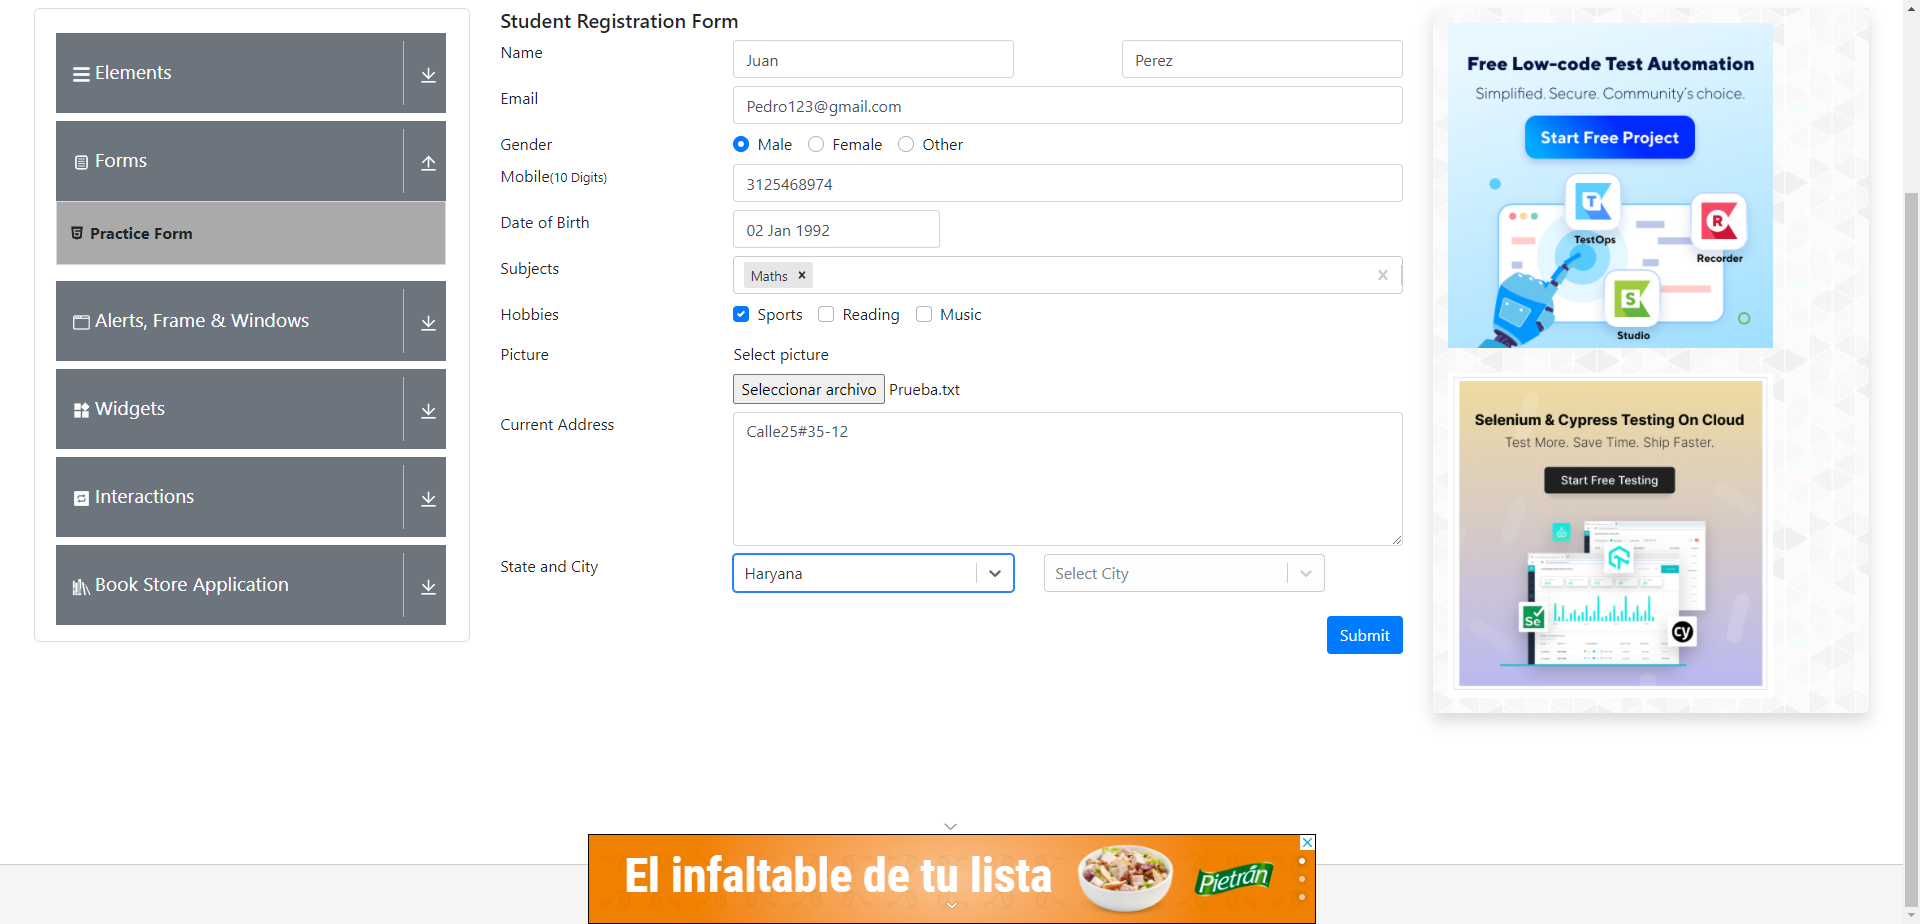 Elements
Forms
Practice Form
Alerts, Frame & Windows
Widgets
Interactions
Book Store Application
Student Registration Form
Name
Juan
Perez
Email
Pedro123@gmail.com
Gender
Male
Female
Other
Mobile(10 Digits)
3125468974
Date of Birth
02 Jan 1992
Subjects
Maths
Hobbies
Sports
Reading
Music
Picture
Select picture
Seleccionar archivo Prueba.txt
Current Address
Calle25#35-12
State and City
Haryana
Select City
Submit
Free Low-code Test Automation
Simplified. Secure. Community's choice.
Start Free Project
T
TestOps
R
Recorder
S
Studio
Selenium & Cypress Testing On Cloud
Test More. Save Time. Ship Faster.
Start Free Testing
Se
cy
El infaltable de tu lista
Pietrán